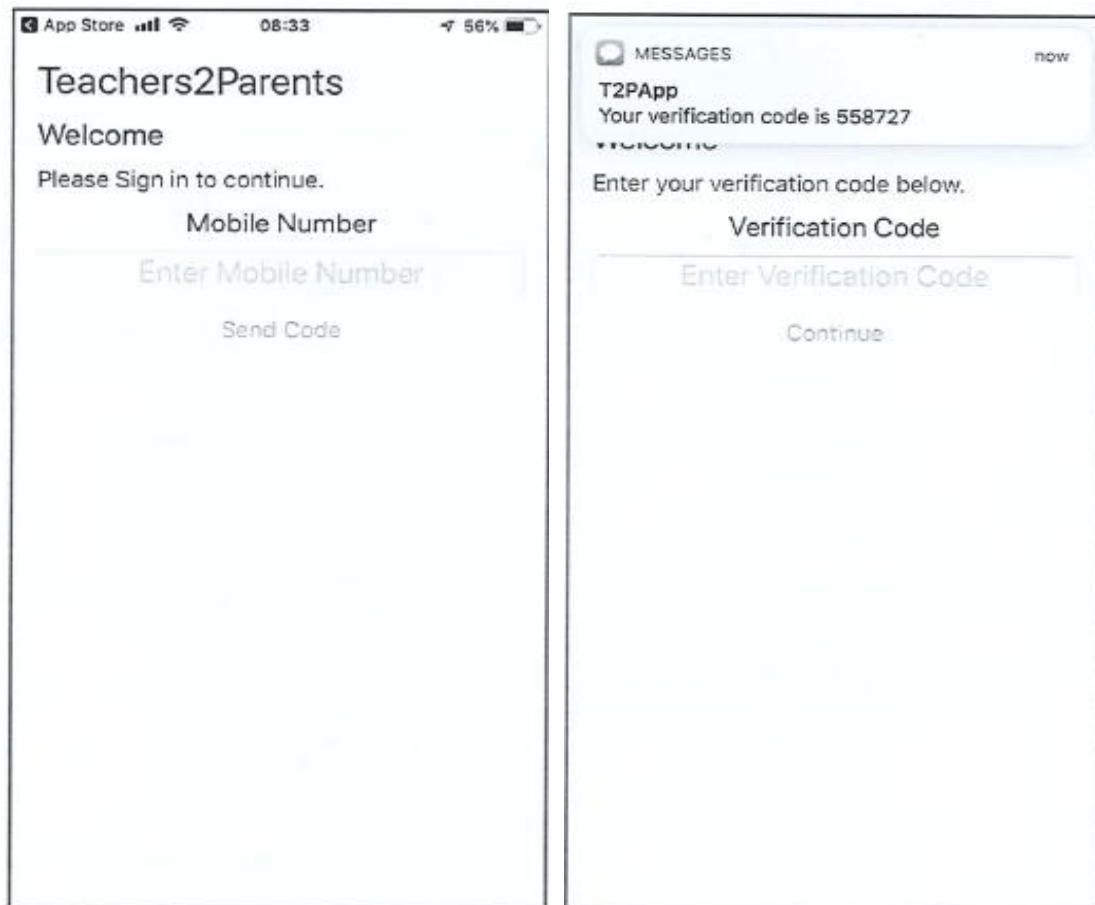 App Store 08:33 56%
Teachers2Parents
Welcome
Please Sign in to continue.
Mobile Number
Enter Mobile Number
Send Code
MESSAGES now
T2PApp
Your verification code is 558727
Welcome
Enter your verification code below.
Verification Code
Enter Verification Code
Continue